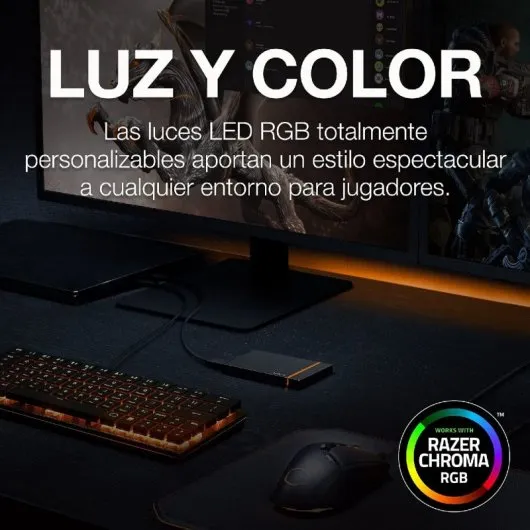 LUZ Y COLOR
Las luces LED RGB totalmente
personalizables aportan un estilo espectacular
a cualquier entorno para jugadores.
WORKS WITH
RAZER
CHROMA
RGB
TM